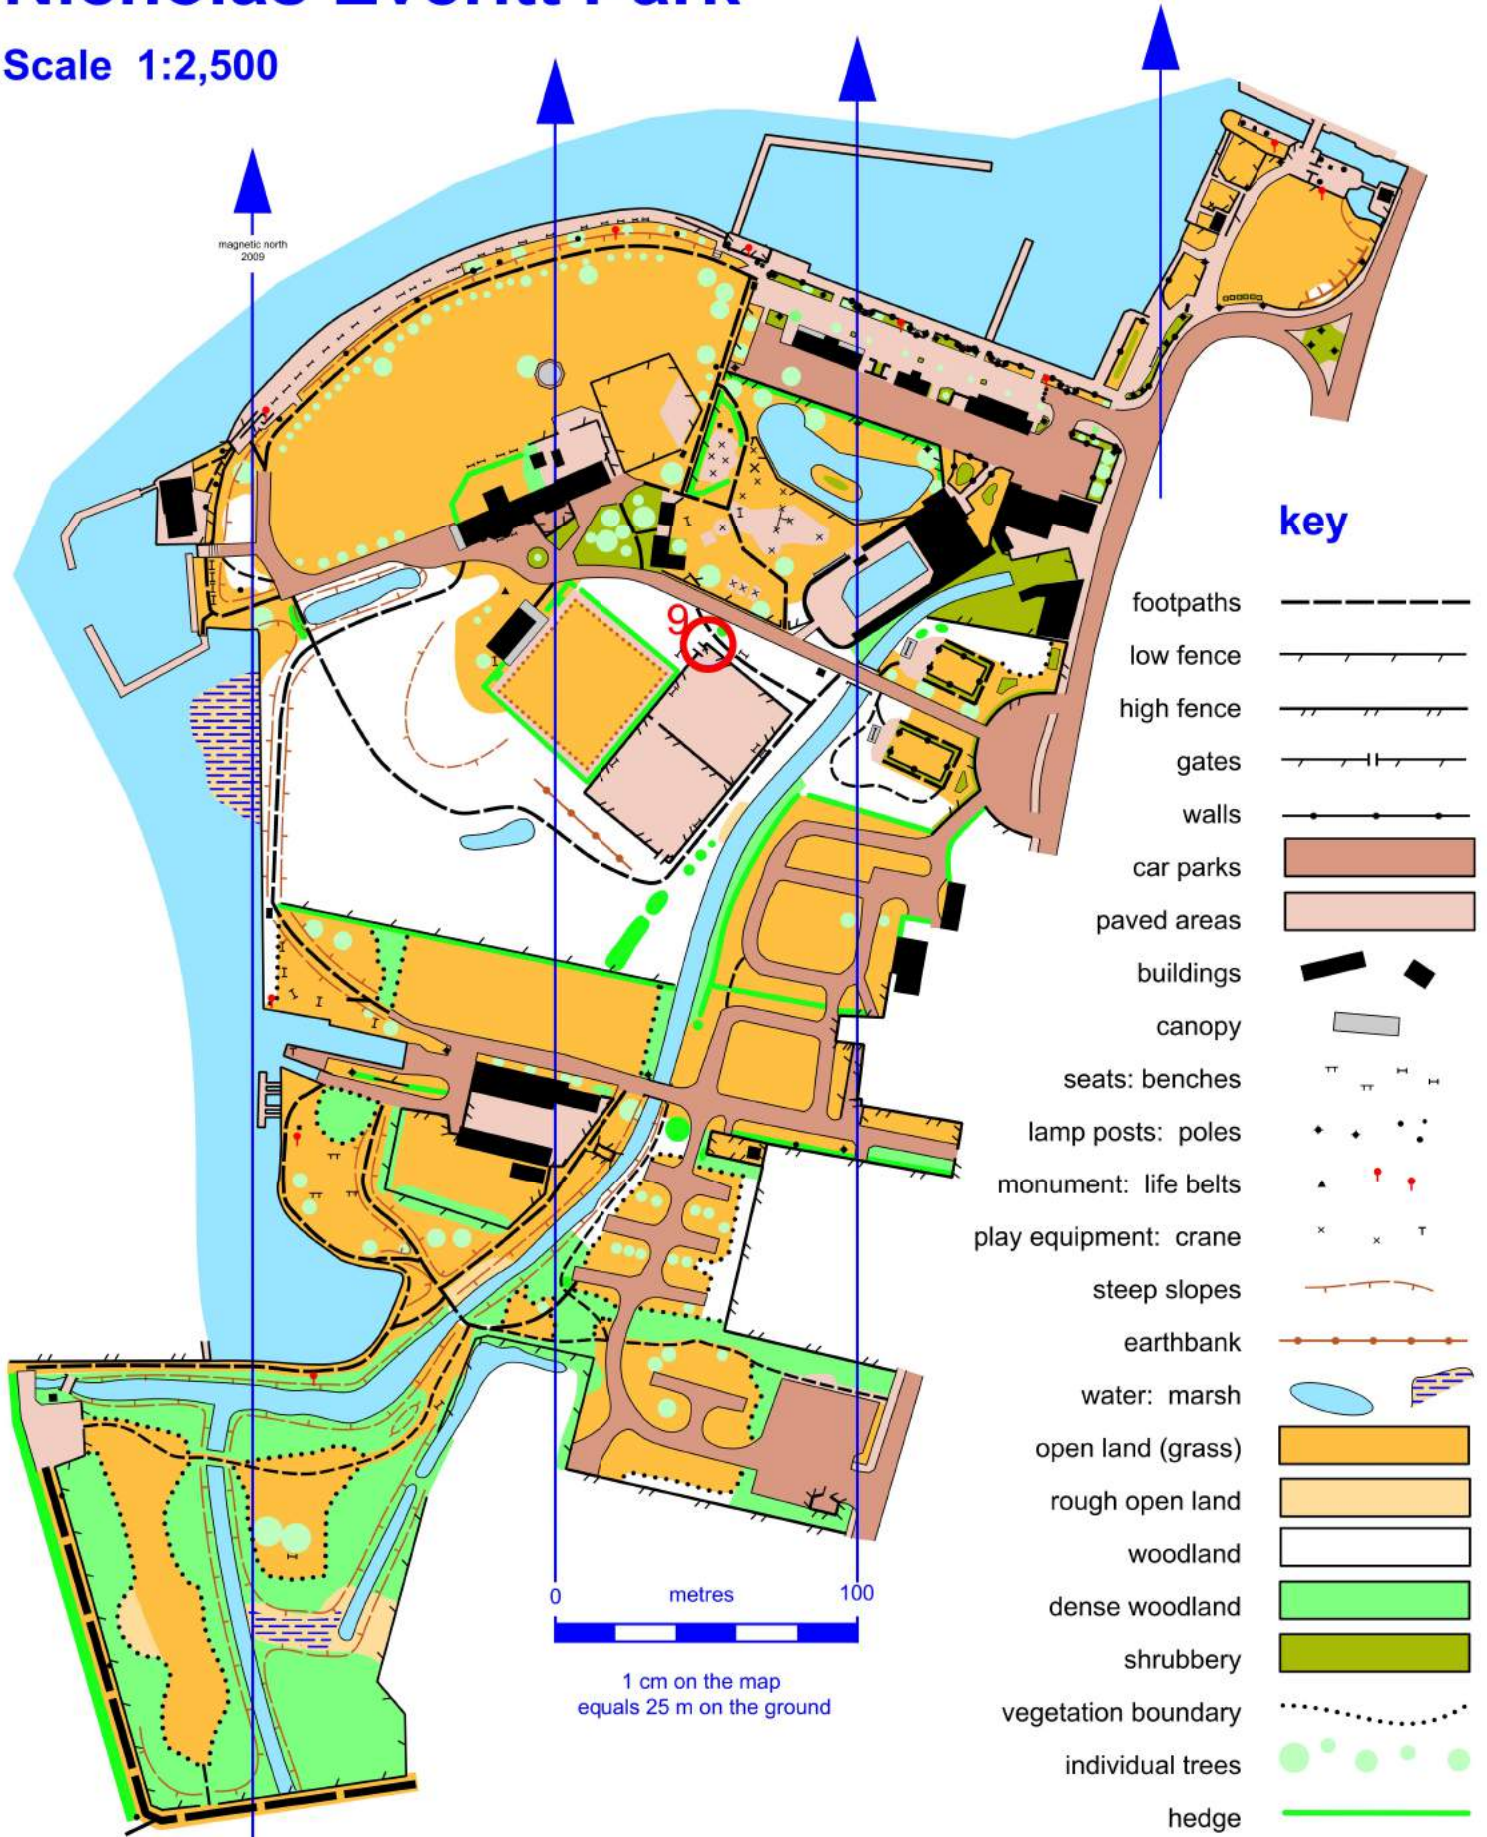 Nicholas Everitt Park
Scale 1:2,500
magnetic north
2009
9
key
footpaths
low fence
high fence
gates
walls
car parks
paved areas
buildings
canopy
seats: benches
lamp posts: poles
monument: life belts
play equipment: crane
steep slopes
earthbank
water: marsh
open land (grass)
rough open land
woodland
dense woodland
shrubbery
vegetation boundary
individual trees
hedge
0 metres 100
1 cm on the map
equals 25 m on the ground